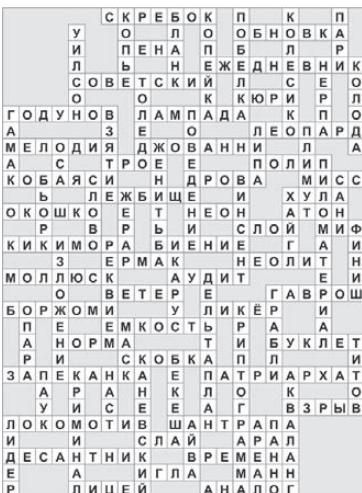 СКРЕБОК П К П
У О Л О ОБНОВКА
И ПЕНА П Б Л Р
Л Ь Н ЕЖЕДНЕВНИК
СОВЕТСКИЙ Л С Е О
О О К КЮРИ Р Л
ГОДУНОВ ЛАМПАДА К П О
А З Е О ЛЕОПАРД
МЕЛОДИЯ ДЖОВАННИ Л А
А С ТРОЕ Е ПОЛИП
КОБАЯСИ Н ДРОВА МИСС
Ь ЛЕЖБИЩЕ И ХУЛА
ОКОШКО Е Т НЕОН АТОН
Р В Р Ь И СЛОЙ МИФ
КИКИМОРА БИЕНИЕ Г А И
З ЕРМАК НЕОЛИТ Н
МОЛЛЮСК АУДИТ Е И
О ВЕТЕР Е ГАВРОШ
БОРЖОМИ У ЛИКЁР И
П Е ЕМКОСТЬ Р А А
А НОРМА Т И БУКЛЕТ
Р И СКОБКА П Л И
ЗАПЕКАНКА Е ПАТРИАРХАТ
А Р А Н К Л О К О
У И С Е Е А Г ВЗРЫВ
ЛОКОМОТИВ ШАНТРАПА
И И СЛАЙ АРАЛ
ДЕСАНТНИК ВРЕМЕНА
Е А ИГЛА МАНН
Р ЛИЦЕЙ АНАЛОГ